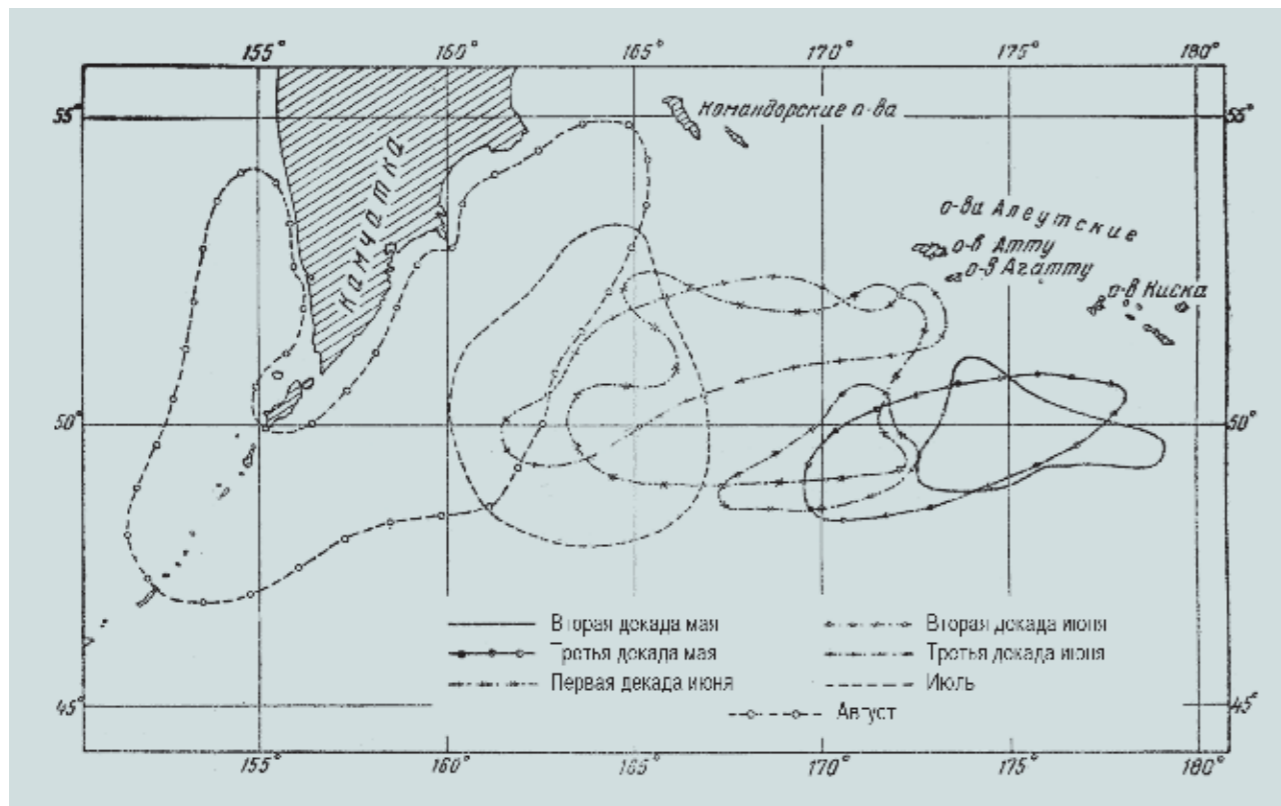 155° 160° 165° 170° 175° 180°
55° 55°
Командорские о-ва
Камчатка
о-ва Алеутские
о-в Атту
о-в Агатту
о-в Киска
50° 50°
Вторая декада мая
Третья декада мая
Первая декада июня
Вторая декада июня
Третья декада июня
Июль
Август
45° 45°
155° 160° 165° 170° 175° 180°